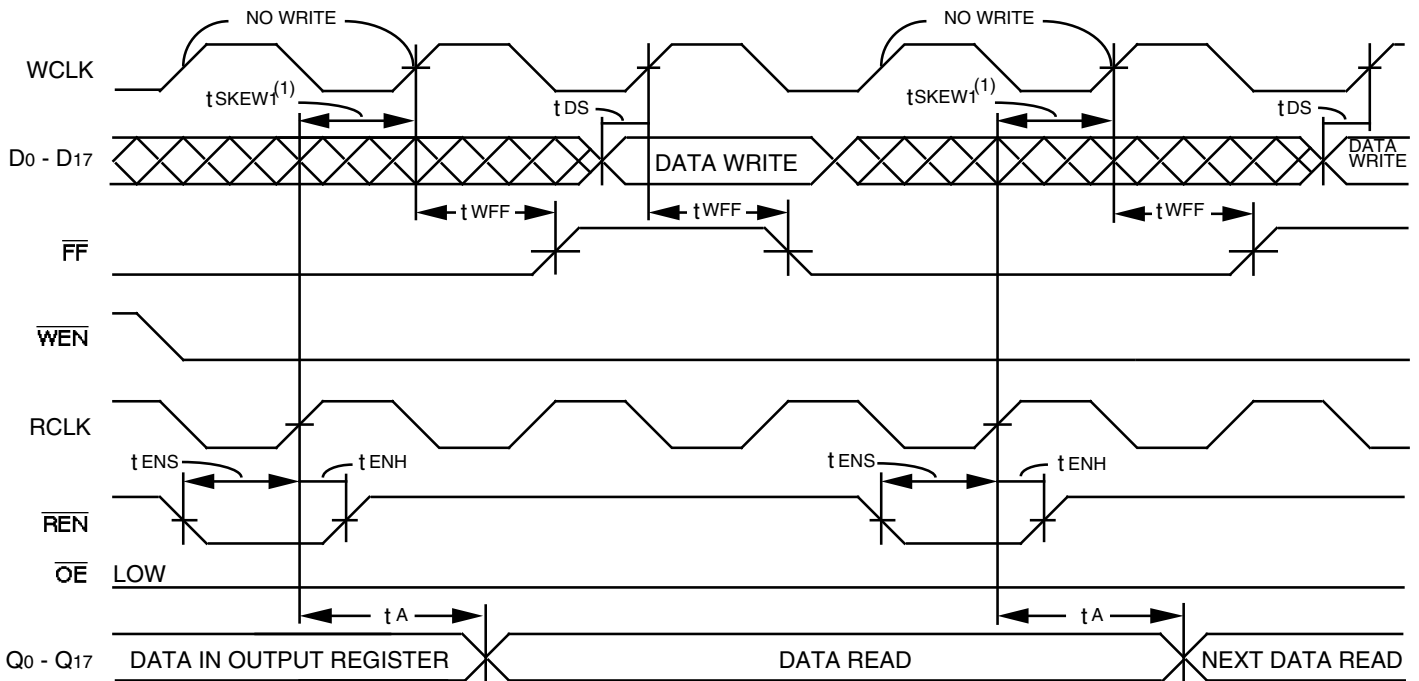 NO WRITE NO WRITE
WCLK
tSKEW1(1) tSKEW1(1)
tDS tDS
D0 - D17 DATA WRITE DATA WRITE
tWFF tWFF tWFF
FF
WEN
RCLK
tENS tENH tENS tENH
REN
OE LOW
tA tA
Q0 - Q17 DATA IN OUTPUT REGISTER DATA READ NEXT DATA READ